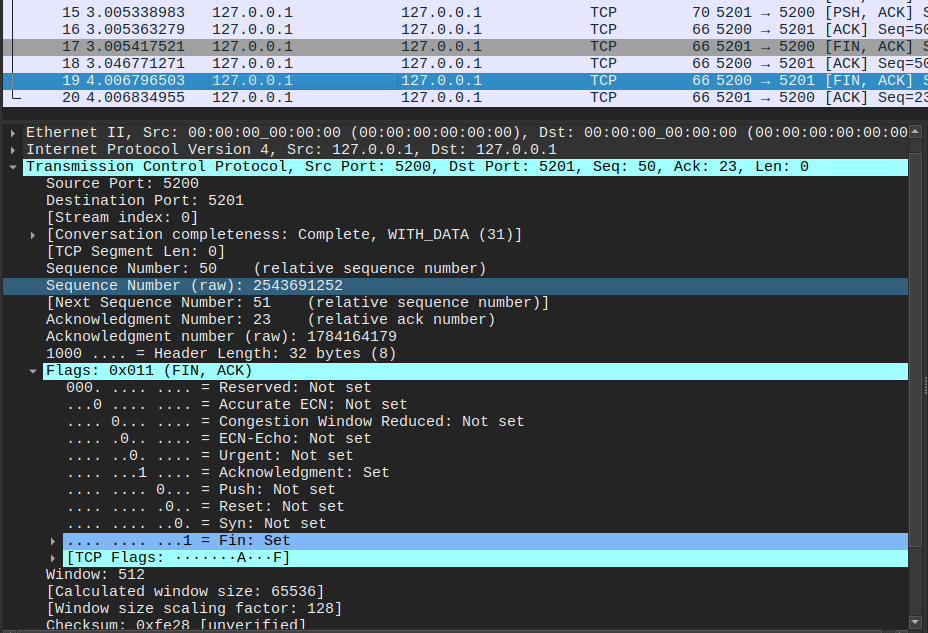 15 3.005338983 127.0.0.1 127.0.0.1 TCP 70 5201 → 5200 [PSH, ACK] S
16 3.005363279 127.0.0.1 127.0.0.1 TCP 66 5200 → 5201 [ACK] Seq=50
17 3.005417521 127.0.0.1 127.0.0.1 TCP 66 5201 → 5200 [FIN, ACK] S
18 3.046771271 127.0.0.1 127.0.0.1 TCP 66 5200 → 5201 [ACK] Seq=50
19 4.006796503 127.0.0.1 127.0.0.1 TCP 66 5200 → 5201 [FIN, ACK] S
20 4.006834955 127.0.0.1 127.0.0.1 TCP 66 5201 → 5200 [ACK] Seq=23
Ethernet II, Src: 00:00:00_00:00:00 (00:00:00:00:00:00), Dst: 00:00:00_00:00:00 (00:00:00:00:00:00
Internet Protocol Version 4, Src: 127.0.0.1, Dst: 127.0.0.1
Transmission Control Protocol, Src Port: 5200, Dst Port: 5201, Seq: 50, Ack: 23, Len: 0
Source Port: 5200
Destination Port: 5201
[Stream index: 0]
[Conversation completeness: Complete, WITH_DATA (31)]
[TCP Segment Len: 0]
Sequence Number: 50    (relative sequence number)
Sequence Number (raw): 2543691252
[Next Sequence Number: 51    (relative sequence number)]
Acknowledgment Number: 23    (relative ack number)
Acknowledgment number (raw): 1784164179
1000 .... = Header Length: 32 bytes (8)
Flags: 0x011 (FIN, ACK)
000. .... .... = Reserved: Not set
...0 .... .... = Accurate ECN: Not set
.... 0... .... = Congestion Window Reduced: Not set
.... .0.. .... = ECN-Echo: Not set
.... ..0. .... = Urgent: Not set
.... ...1 .... = Acknowledgment: Set
.... .... 0... = Push: Not set
.... .... .0.. = Reset: Not set
.... .... ..0. = Syn: Not set
.... .... ...1 = Fin: Set
[TCP Flags: ·······A···F]
Window: 512
[Calculated window size: 65536]
[Window size scaling factor: 128]
Checksum: 0xfe28 [unverified]